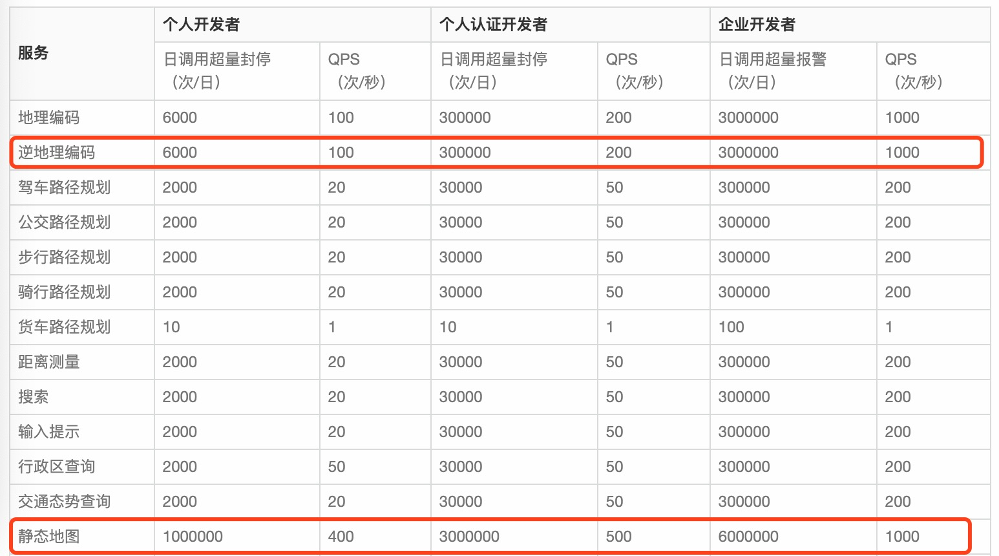 服务 个人开发者 个人认证开发者 企业开发者
日调用超量封停（次/日） QPS（次/秒） 日调用超量封停（次/日） QPS（次/秒） 日调用超量报警（次/日） QPS（次/秒）
地理编码 6000 100 300000 200 3000000 1000
逆地理编码 6000 100 300000 200 3000000 1000
驾车路径规划 2000 20 30000 50 300000 200
公交路径规划 2000 20 30000 50 300000 200
步行路径规划 2000 20 30000 50 300000 200
骑行路径规划 2000 20 30000 50 300000 200
货车路径规划 10 1 10 1 100 1
距离测量 2000 20 30000 50 300000 200
搜索 2000 20 30000 50 300000 200
输入提示 2000 20 30000 50 300000 200
行政区查询 2000 50 30000 50 300000 200
交通态势查询 2000 20 30000 50 300000 200
静态地图 1000000 400 3000000 500 6000000 1000